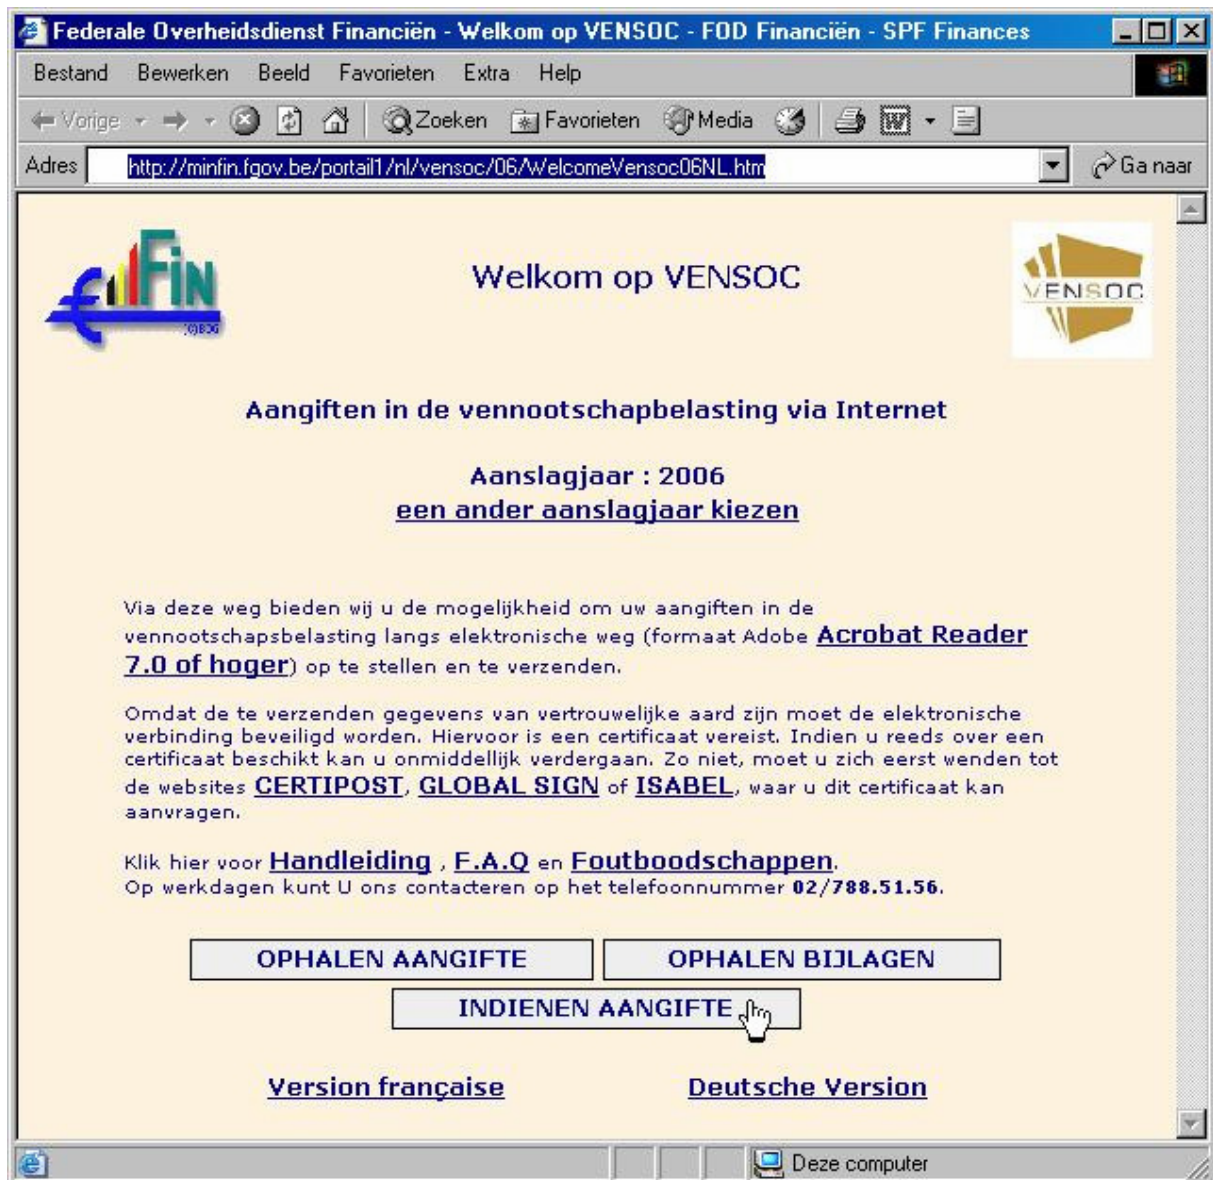 Federale Overheidsdienst Financiën - Welkom op VENSOC - FOD Financiën - SPF Finances
Bestand Bewerken Beeld Favorieten Extra Help
Vorige Zoeken Favorieten Media
Adres http://minfin.fgov.be/portail1/nl/vensoc/06/WelcomeVensoc06NL.htm Ga naar
€ Fin
(c)BDG
Welkom op VENSOC
VENSOC
Aangiften in de vennootschapbelasting via Internet
Aanslagjaar : 2006
een ander aanslagjaar kiezen
Via deze weg bieden wij u de mogelijkheid om uw aangiften in de
vennootschapsbelasting langs elektronische weg (formaat Adobe Acrobat Reader
7.0 of hoger) op te stellen en te verzenden.
Omdat de te verzenden gegevens van vertrouwelijke aard zijn moet de elektronische
verbinding beveiligd worden. Hiervoor is een certificaat vereist. Indien u reeds over een
certificaat beschikt kan u onmiddellijk verdergaan. Zo niet, moet u zich eerst wenden tot
de websites CERTIPOST, GLOBAL SIGN of ISABEL, waar u dit certificaat kan
aanvragen.
Klik hier voor Handleiding , F.A.Q en Foutboodschappen.
Op werkdagen kunt U ons contacteren op het telefoonnummer 02/788.51.56.
OPHALEN AANGIFTE OPHALEN BIJLAGEN
INDIENEN AANGIFTE
Version française Deutsche Version
Deze computer